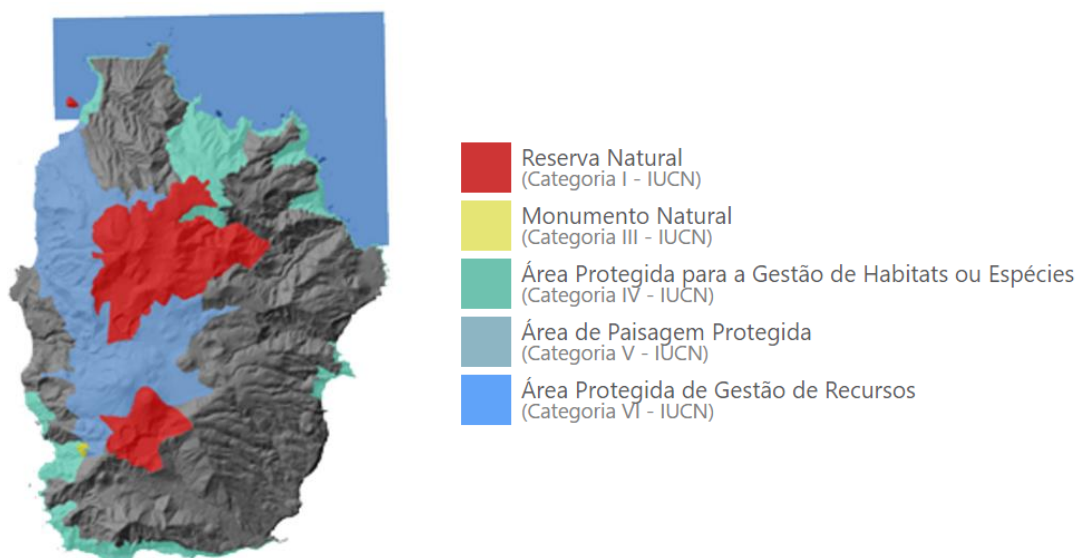 Reserva Natural
(Categoria I - IUCN)
Monumento Natural
(Categoria III - IUCN)
Área Protegida para a Gestão de Habitats ou Espécies
(Categoria IV - IUCN)
Área de Paisagem Protegida
(Categoria V - IUCN)
Área Protegida de Gestão de Recursos
(Categoria VI - IUCN)